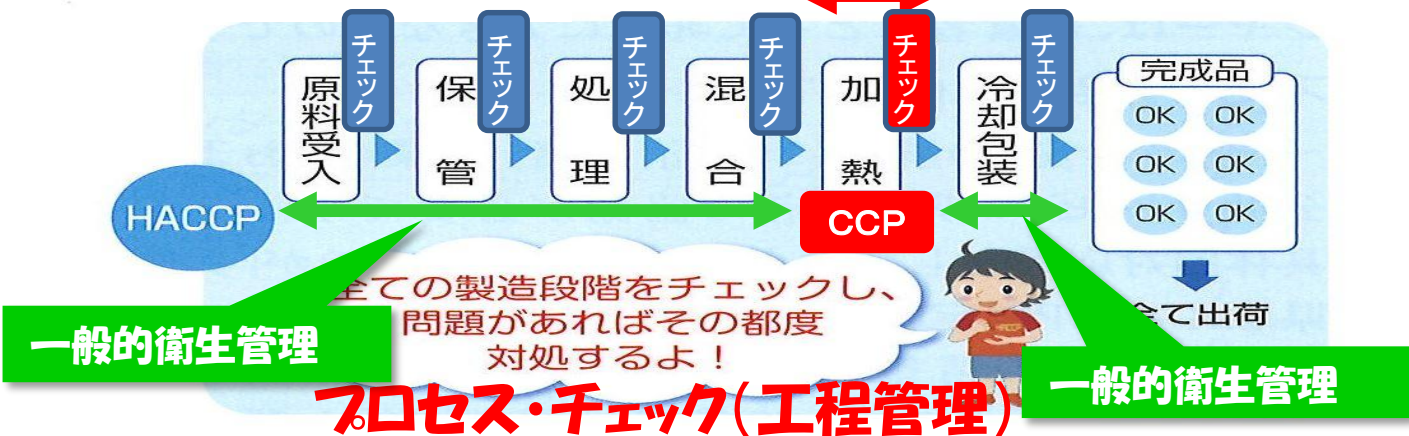 チェック
チェック
チェック
チェック
チェック
チェック
原料受入
保管
処理
混合
加熱
冷却包装
完成品
OK OK
OK OK
OK OK
HACCP
CCP
全ての製造段階をチェックし、
問題があればその都度
対処するよ！
HACCP
全て出荷
一般的衛生管理
一般的衛生管理
プロセス・チェック(工程管理)